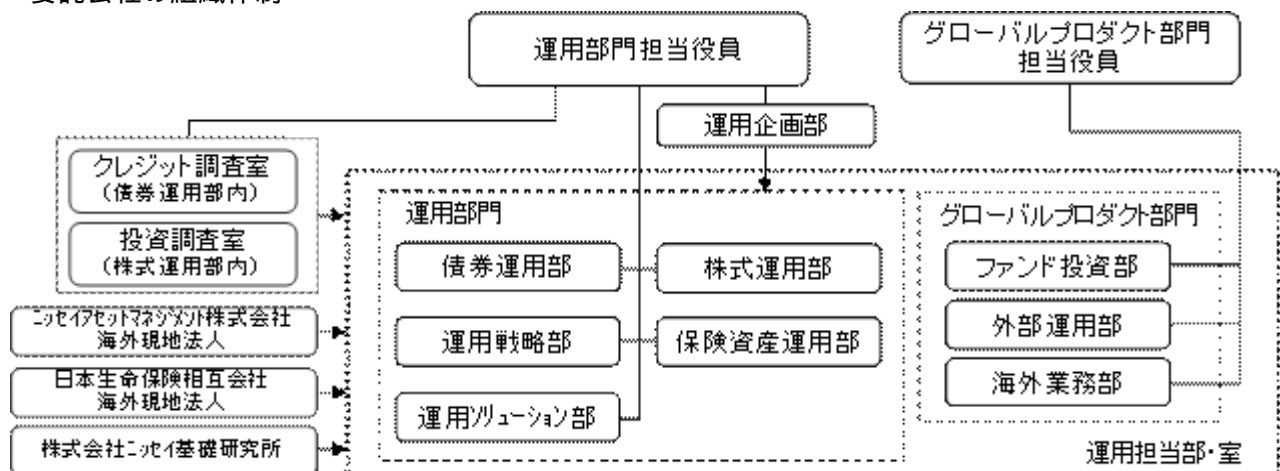 委託会社の組織体制
運用部門担当役員
グローバルプロダクト部門
担当役員
運用企画部
クレジット調査室
(債券運用部内)
投資調査室
(株式運用部内)
ニッセイアセットマネジメント株式会社
海外現地法人
日本生命保険相互会社
海外現地法人
株式会社ニッセイ基礎研究所
運用部門
債券運用部
株式運用部
運用戦略部
保険資産運用部
運用ソリューション部
グローバルプロダクト部門
ファンド投資部
外部運用部
海外業務部
運用担当部・室